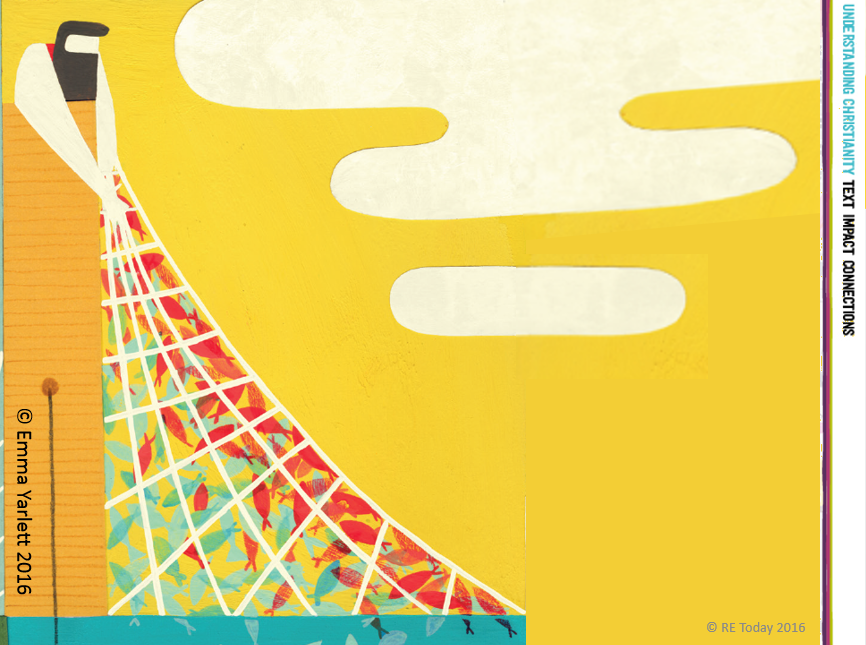 UNDERSTANDING CHRISTIANITY TEXT IMPACT CONNECTIONS
© Emma Yarlett 2016
© RE Today 2016